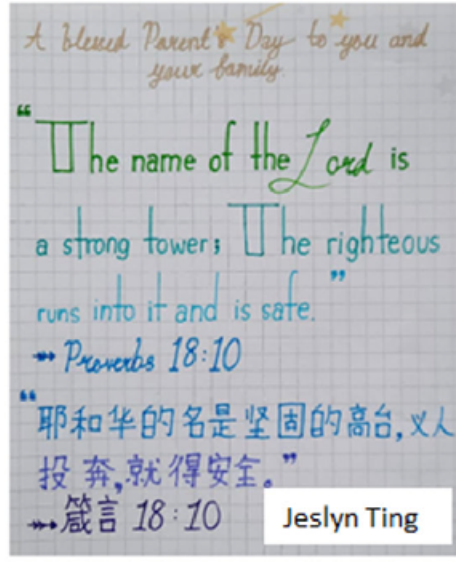 A blessed Parent's Day to you and
your family.
"The name of the Lord is
a strong tower; The righteous
runs into it and is safe."
→ Proverbs 18:10
"耶和华的名是坚固的高台,义人
投奔,就得安全。"
→ 箴言 18:10
Jeslyn Ting